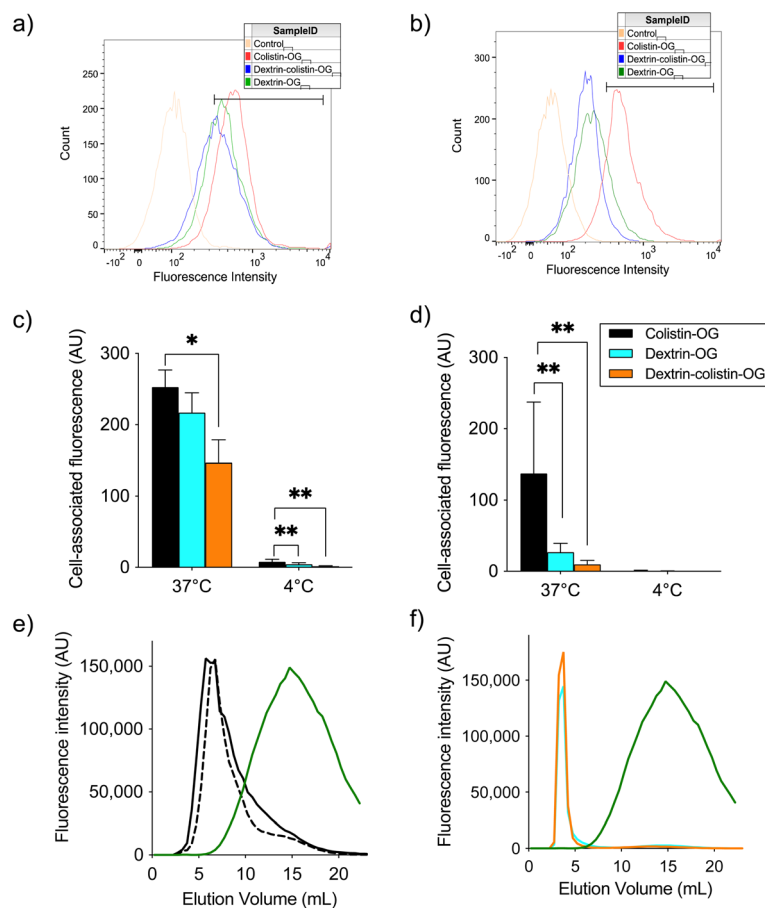 a)
SampleID
Control
Colistin-OG
Dextrin-colistin-OG
Dextrin-OG
Count
250
200
150
100
50
0
-10² 0 10² 10³ 10⁴
Fluorescence Intensity
b)
SampleID
Control
Colistin-OG
Dextrin-colistin-OG
Dextrin-OG
Count
300
200
100
0
-10² 0 10² 10³ 10⁴
Fluorescence Intensity
c)
Cell-associated fluorescence (AU)
300
200
100
0
*
**
**
37°C 4°C
d)
Colistin-OG
Dextrin-OG
Dextrin-colistin-OG
Cell-associated fluorescence (AU)
300
200
100
0
**
**
37°C 4°C
e)
Fluorescence intensity (AU)
150,000
100,000
50,000
0
0 5 10 15 20
Elution Volume (mL)
f)
Fluorescence intensity (AU)
150,000
100,000
50,000
0
0 5 10 15 20
Elution Volume (mL)